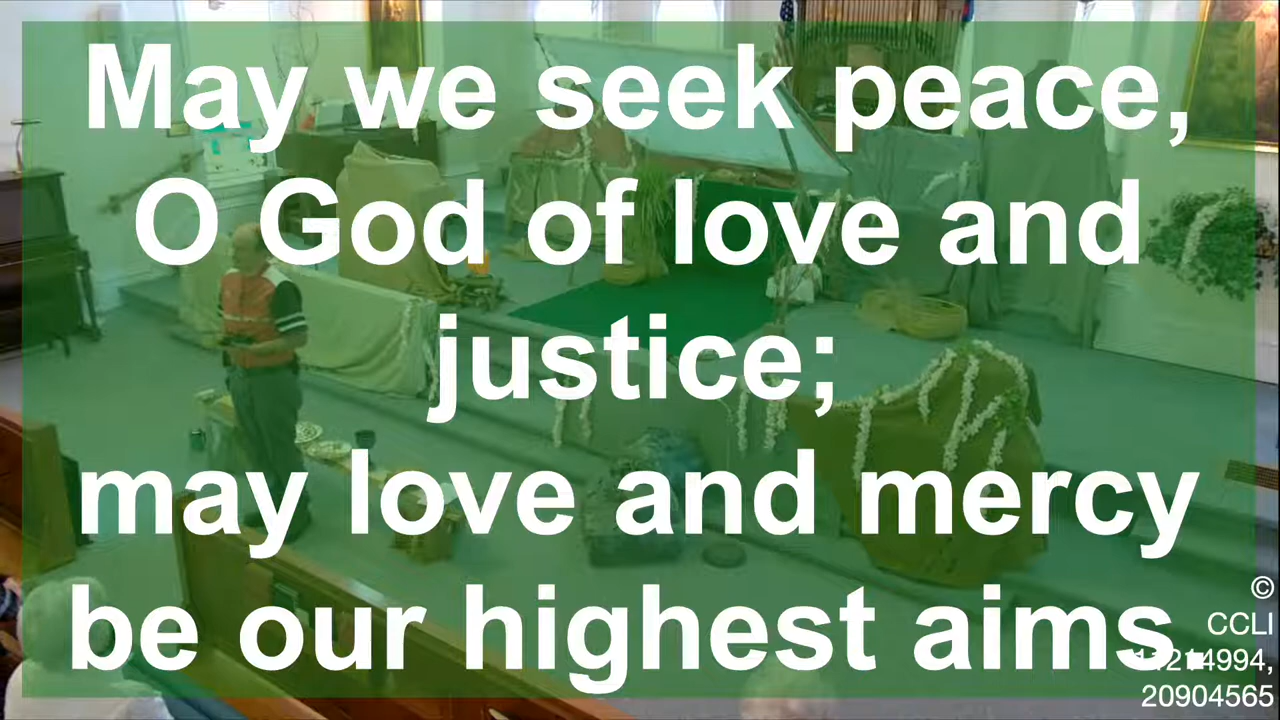 May we seek peace,
O God of love and
justice;
may love and mercy
be our highest aims.
©
CCLI
11214994,
20904565